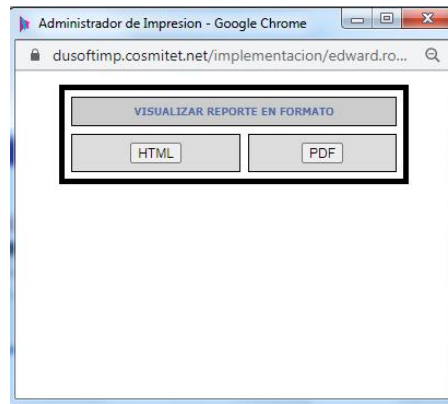 Administrador de Impresion - Google Chrome
dusoftimp.cosmitet.net/implementacion/edward.ro...
VISUALIZAR REPORTE EN FORMATO
HTML PDF